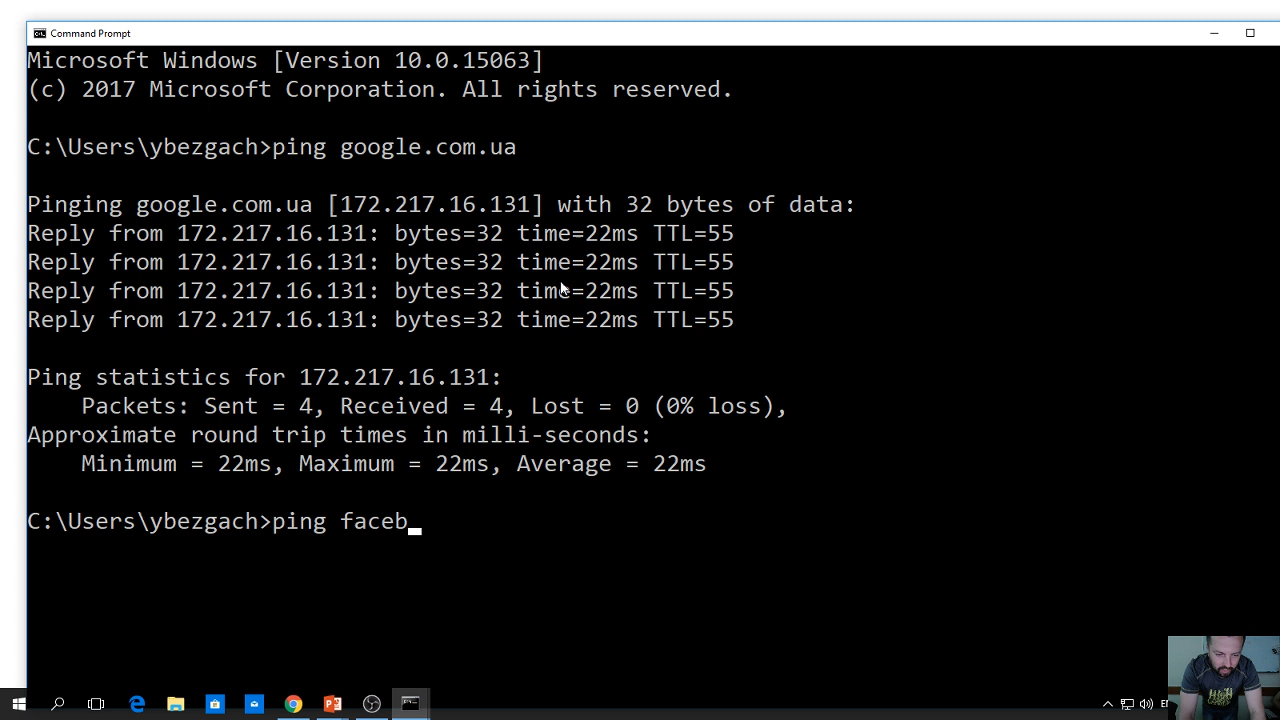 Command Prompt
Microsoft Windows [Version 10.0.15063]
(c) 2017 Microsoft Corporation. All rights reserved.
C:\Users\ybezgach>ping google.com.ua
Pinging google.com.ua [172.217.16.131] with 32 bytes of data:
Reply from 172.217.16.131: bytes=32 time=22ms TTL=55
Reply from 172.217.16.131: bytes=32 time=22ms TTL=55
Reply from 172.217.16.131: bytes=32 time=22ms TTL=55
Reply from 172.217.16.131: bytes=32 time=22ms TTL=55
Ping statistics for 172.217.16.131:
    Packets: Sent = 4, Received = 4, Lost = 0 (0% loss),
Approximate round trip times in milli-seconds:
    Minimum = 22ms, Maximum = 22ms, Average = 22ms
C:\Users\ybezgach>ping faceb_